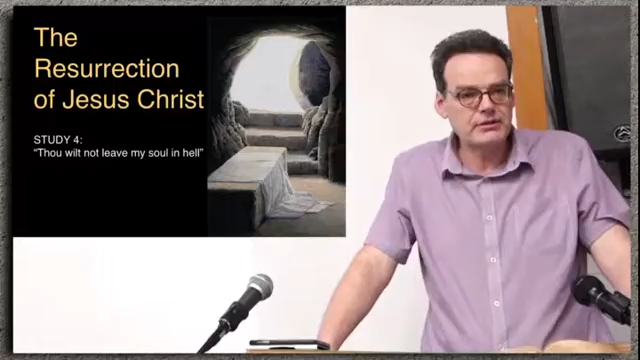 The
Resurrection
of Jesus Christ
STUDY 4:
“Thou wilt not leave my soul in hell”